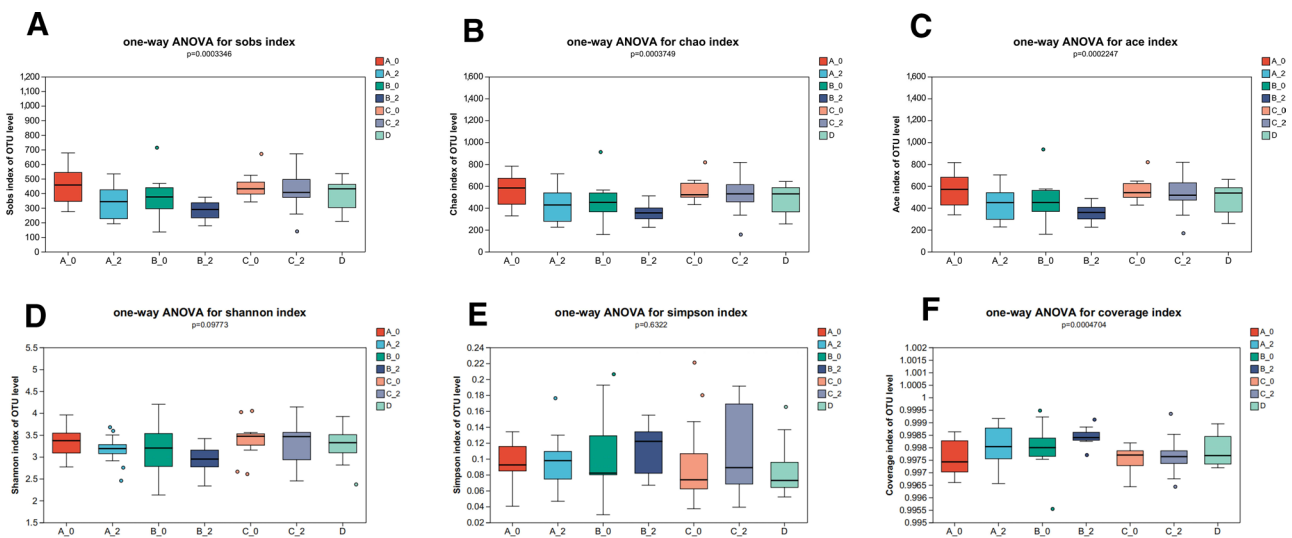 A
one-way ANOVA for sobs index
p=0.0003346
Sobs index of OTU level
1,200
1,100
1,000
900
800
700
600
500
400
300
200
100
0
A_0
A_2
B_0
B_2
C_0
C_2
D
A_0
A_2
B_0
B_2
C_0
C_2
D
B
one-way ANOVA for chao index
p=0.0003749
Chao index of OTU level
1,600
1,400
1,200
1,000
800
600
400
200
0
A_0
A_2
B_0
B_2
C_0
C_2
D
A_0
A_2
B_0
B_2
C_0
C_2
D
C
one-way ANOVA for ace index
p=0.0002247
Ace index of OTU level
1,600
1,400
1,200
1,000
800
600
400
200
0
A_0
A_2
B_0
B_2
C_0
C_2
D
A_0
A_2
B_0
B_2
C_0
C_2
D
D
one-way ANOVA for shannon index
p=0.09773
Shannon index of OTU level
5.5
5
4.5
4
3.5
3
2.5
2
1.5
A_0
A_2
B_0
B_2
C_0
C_2
D
A_0
A_2
B_0
B_2
C_0
C_2
D
E
one-way ANOVA for simpson index
p=0.6322
Simpson index of OTU level
0.24
0.22
0.2
0.18
0.16
0.14
0.12
0.1
0.08
0.06
0.04
0.02
A_0
A_2
B_0
B_2
C_0
C_2
D
A_0
A_2
B_0
B_2
C_0
C_2
D
F
one-way ANOVA for coverage index
p=0.0004704
Coverage index of OTU level
1.002
1.0015
1.001
1.0005
1
0.9995
0.999
0.9985
0.998
0.9975
0.997
0.9965
0.996
0.9955
0.995
A_0
A_2
B_0
B_2
C_0
C_2
D
A_0
A_2
B_0
B_2
C_0
C_2
D